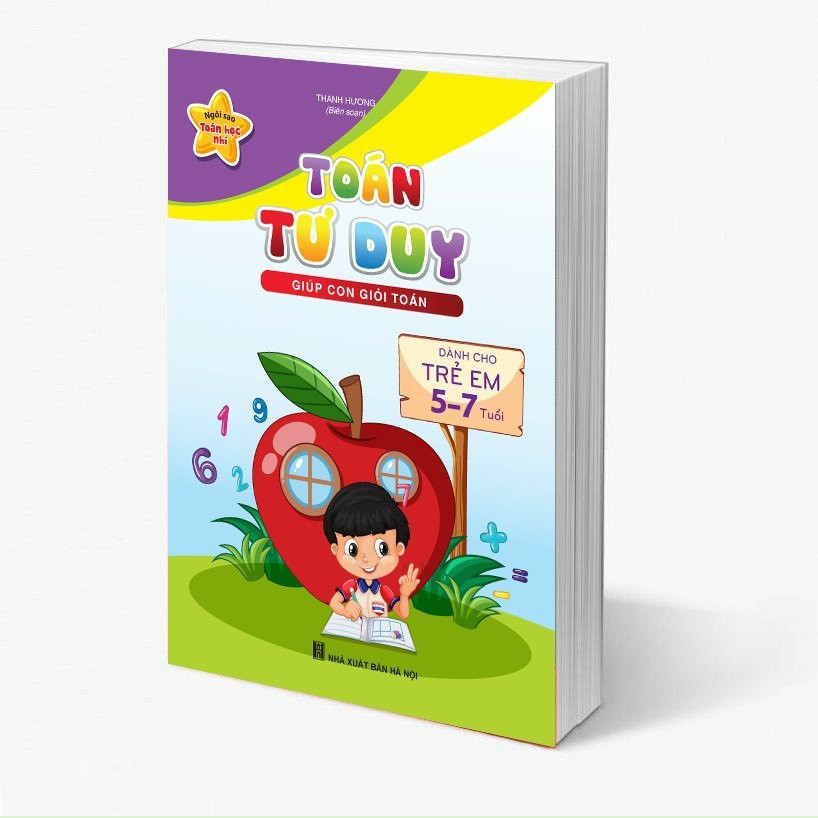 THANH HƯƠNG
(Biên soạn)
Ngôi sao
Toán học
nhí
TOÁN
TƯ DUY
GIÚP CON GIỎI TOÁN
DÀNH CHO
TRẺ EM
5-7 Tuổi
1 9
6 2
7
+
- =
NHÀ XUẤT BẢN HÀ NỘI